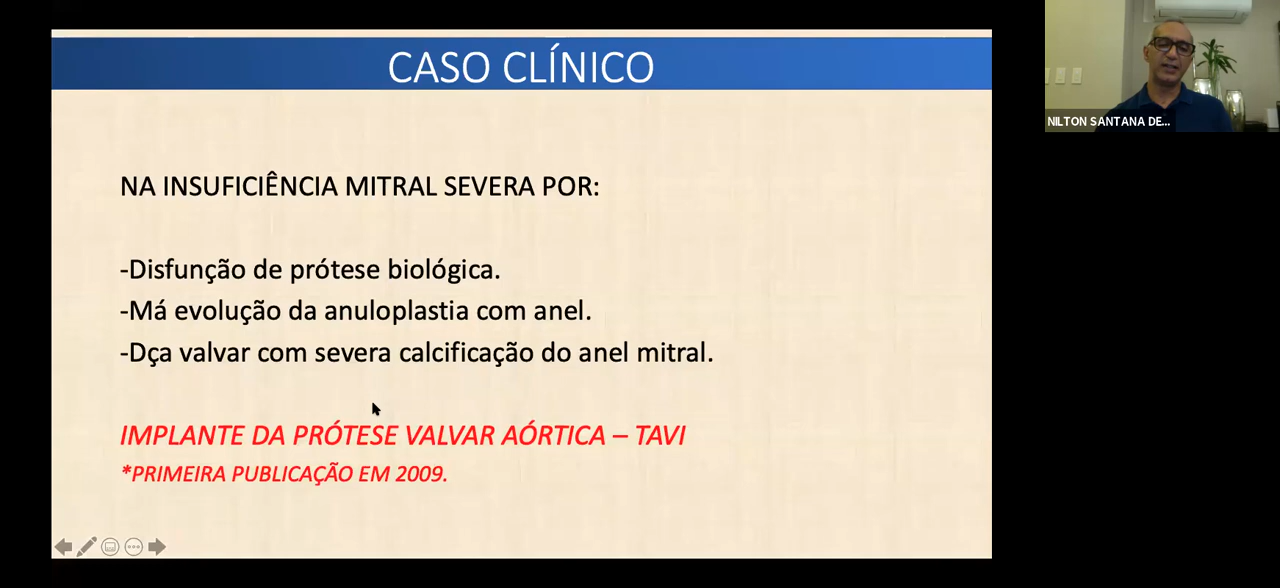 CASO CLÍNICO
NILTON SANTANA DE...
NA INSUFICIÊNCIA MITRAL SEVERA POR:
-Disfunção de prótese biológica.
-Má evolução da anuloplastia com anel.
-Dça valvar com severa calcificação do anel mitral.
IMPLANTE DA PRÓTESE VALVAR AÓRTICA – TAVI
*PRIMEIRA PUBLICAÇÃO EM 2009.